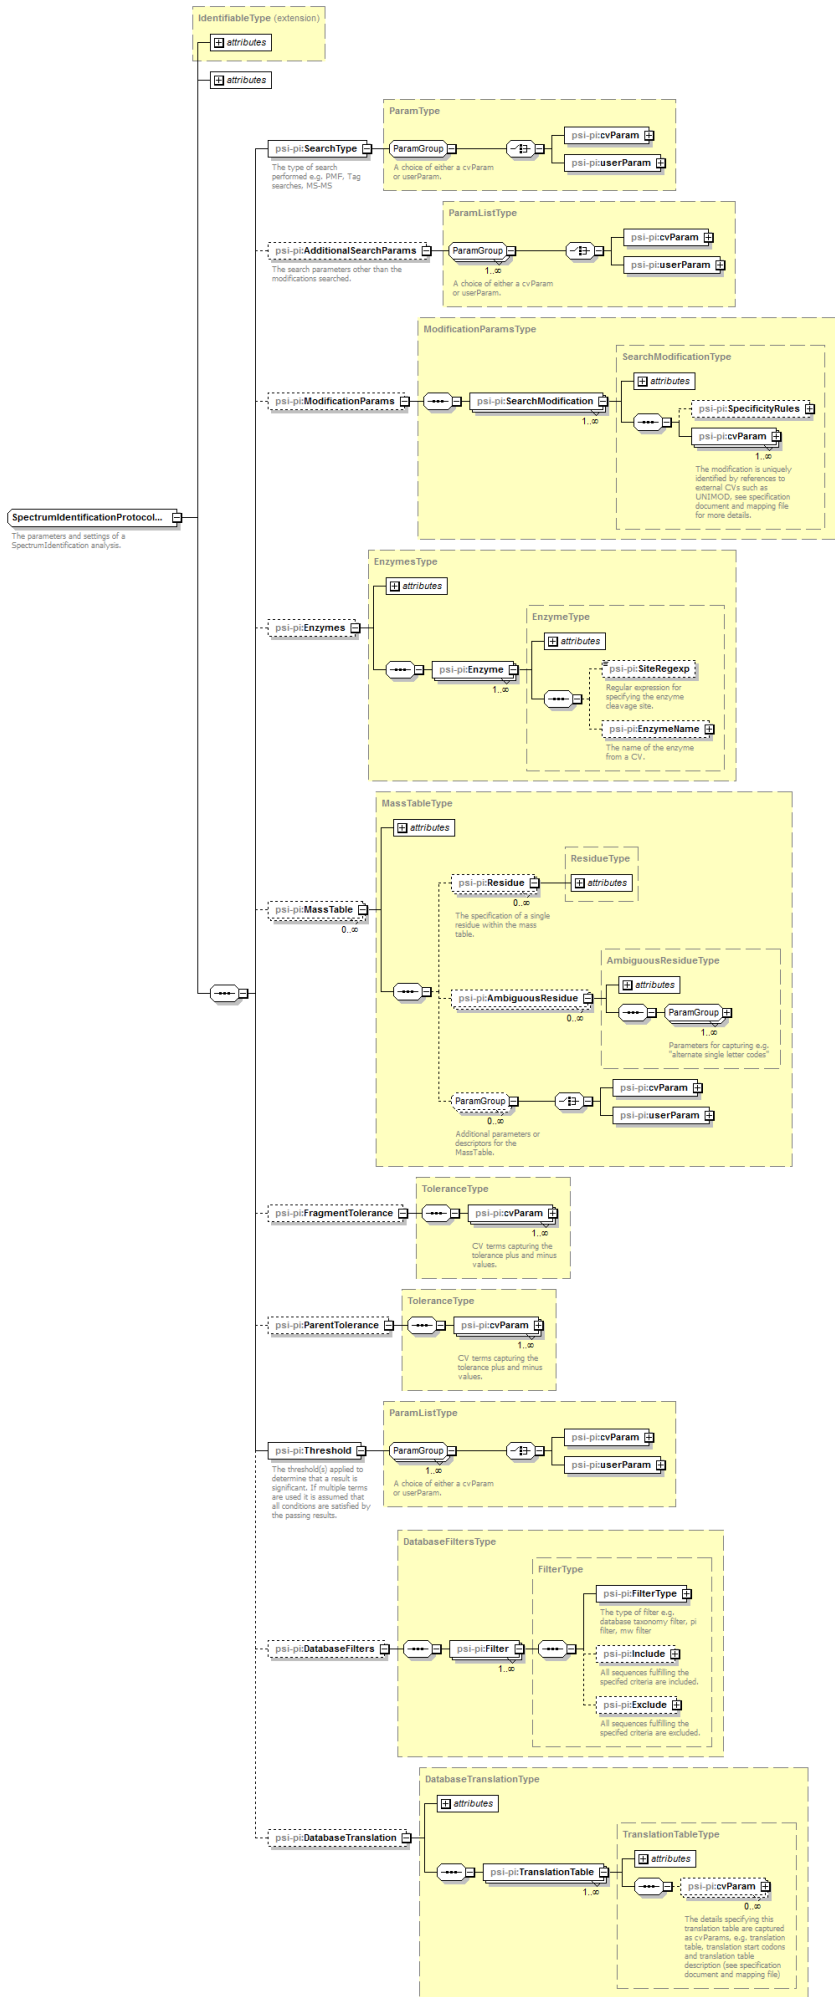 IdentifiableType (extension)
attributes
attributes
ParamType
psi-pi:SearchType
ParamGroup
psi-pi:cvParam
psi-pi:userParam
The type of search
performed e.g. PMF, Tag
searches, MS-MS
A choice of either a cvParam
or userParam.
ParamListType
psi-pi:AdditionalSearchParams
ParamGroup
1..∞
psi-pi:cvParam
psi-pi:userParam
The search parameters other than the
modifications searched.
A choice of either a cvParam
or userParam.
ModificationParamsType
SearchModificationType
attributes
psi-pi:ModificationParams
psi-pi:SearchModification
1..∞
psi-pi:SpecificityRules
psi-pi:cvParam
1..∞
The modification is uniquely
identified by references to
external CVs such as
UNIMOD, see specification
document and mapping file
for more details.
SpectrumIdentificationProtocol...
The parameters and settings of a
SpectrumIdentification analysis.
EnzymesType
attributes
psi-pi:Enzymes
EnzymeType
attributes
psi-pi:Enzyme
1..∞
psi-pi:SiteRegexp
Regular expression for
specifying the enzyme
cleavage site.
psi-pi:EnzymeName
The name of the enzyme
from a CV.
MassTableType
attributes
psi-pi:MassTable
0..∞
ResidueType
psi-pi:Residue
0..∞
attributes
The specification of a single
residue within the mass
table.
AmbiguousResidueType
attributes
psi-pi:AmbiguousResidue
0..∞
ParamGroup
1..∞
Parameters for capturing e.g.
"alternate single letter codes"
ParamGroup
0..∞
psi-pi:cvParam
psi-pi:userParam
Additional parameters or
descriptors for the
MassTable.
ToleranceType
psi-pi:FragmentTolerance
psi-pi:cvParam
1..∞
CV terms capturing the
tolerance plus and minus
values.
ToleranceType
psi-pi:ParentTolerance
psi-pi:cvParam
1..∞
CV terms capturing the
tolerance plus and minus
values.
ParamListType
psi-pi:Threshold
ParamGroup
1..∞
psi-pi:cvParam
psi-pi:userParam
The threshold(s) applied to
determine that a result is
significant. If multiple terms
are used it is assumed that
all conditions are satisfied by
the passing results.
A choice of either a cvParam
or userParam.
DatabaseFiltersType
FilterType
psi-pi:DatabaseFilters
psi-pi:Filter
1..∞
psi-pi:FilterType
The type of filter e.g.
database taxonomy filter, pi
filter, mw filter
psi-pi:Include
All sequences fulfilling the
specifed criteria are included.
psi-pi:Exclude
All sequences fulfilling the
specifed criteria are excluded.
DatabaseTranslationType
attributes
psi-pi:DatabaseTranslation
TranslationTableType
attributes
psi-pi:TranslationTable
1..∞
psi-pi:cvParam
0..∞
The details specifying this
translation table are captured
as cvParams, e.g. translation
table, translation start codons
and translation table
description (see specification
document and mapping file)